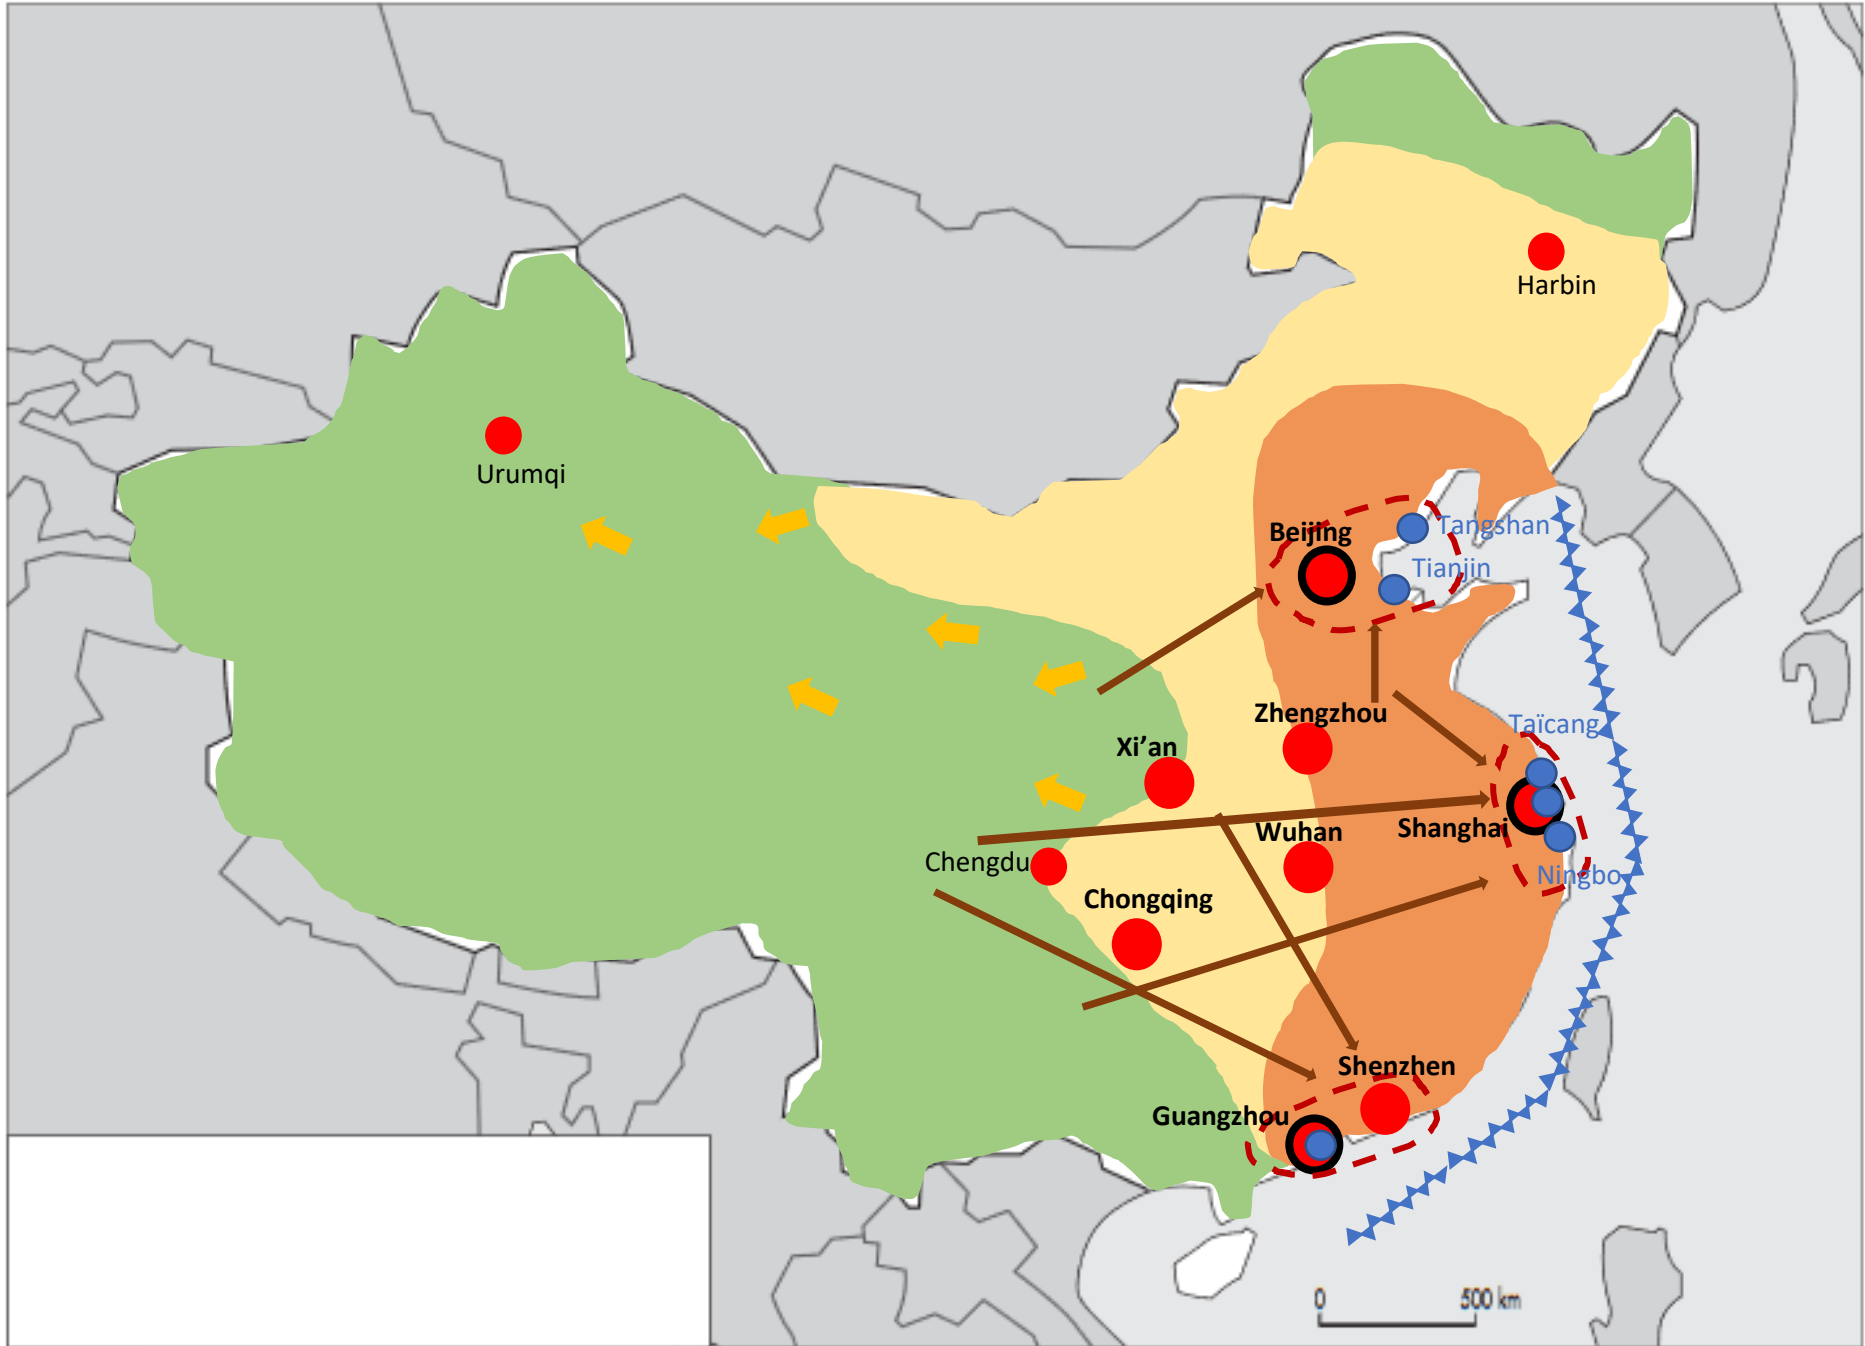 Harbin
Urumqi
Beijing
Tangshan
Tianjin
Zhengzhou
Taïcang
Xi’an
Shanghai
Wuhan
Chengdu
Ningbo
Chongqing
Shenzhen
Guangzhou
0 500 km